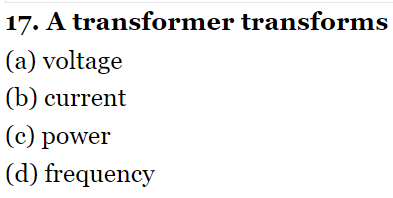 17. A transformer transforms
(a) voltage
(b) current
(c) power
(d) frequency